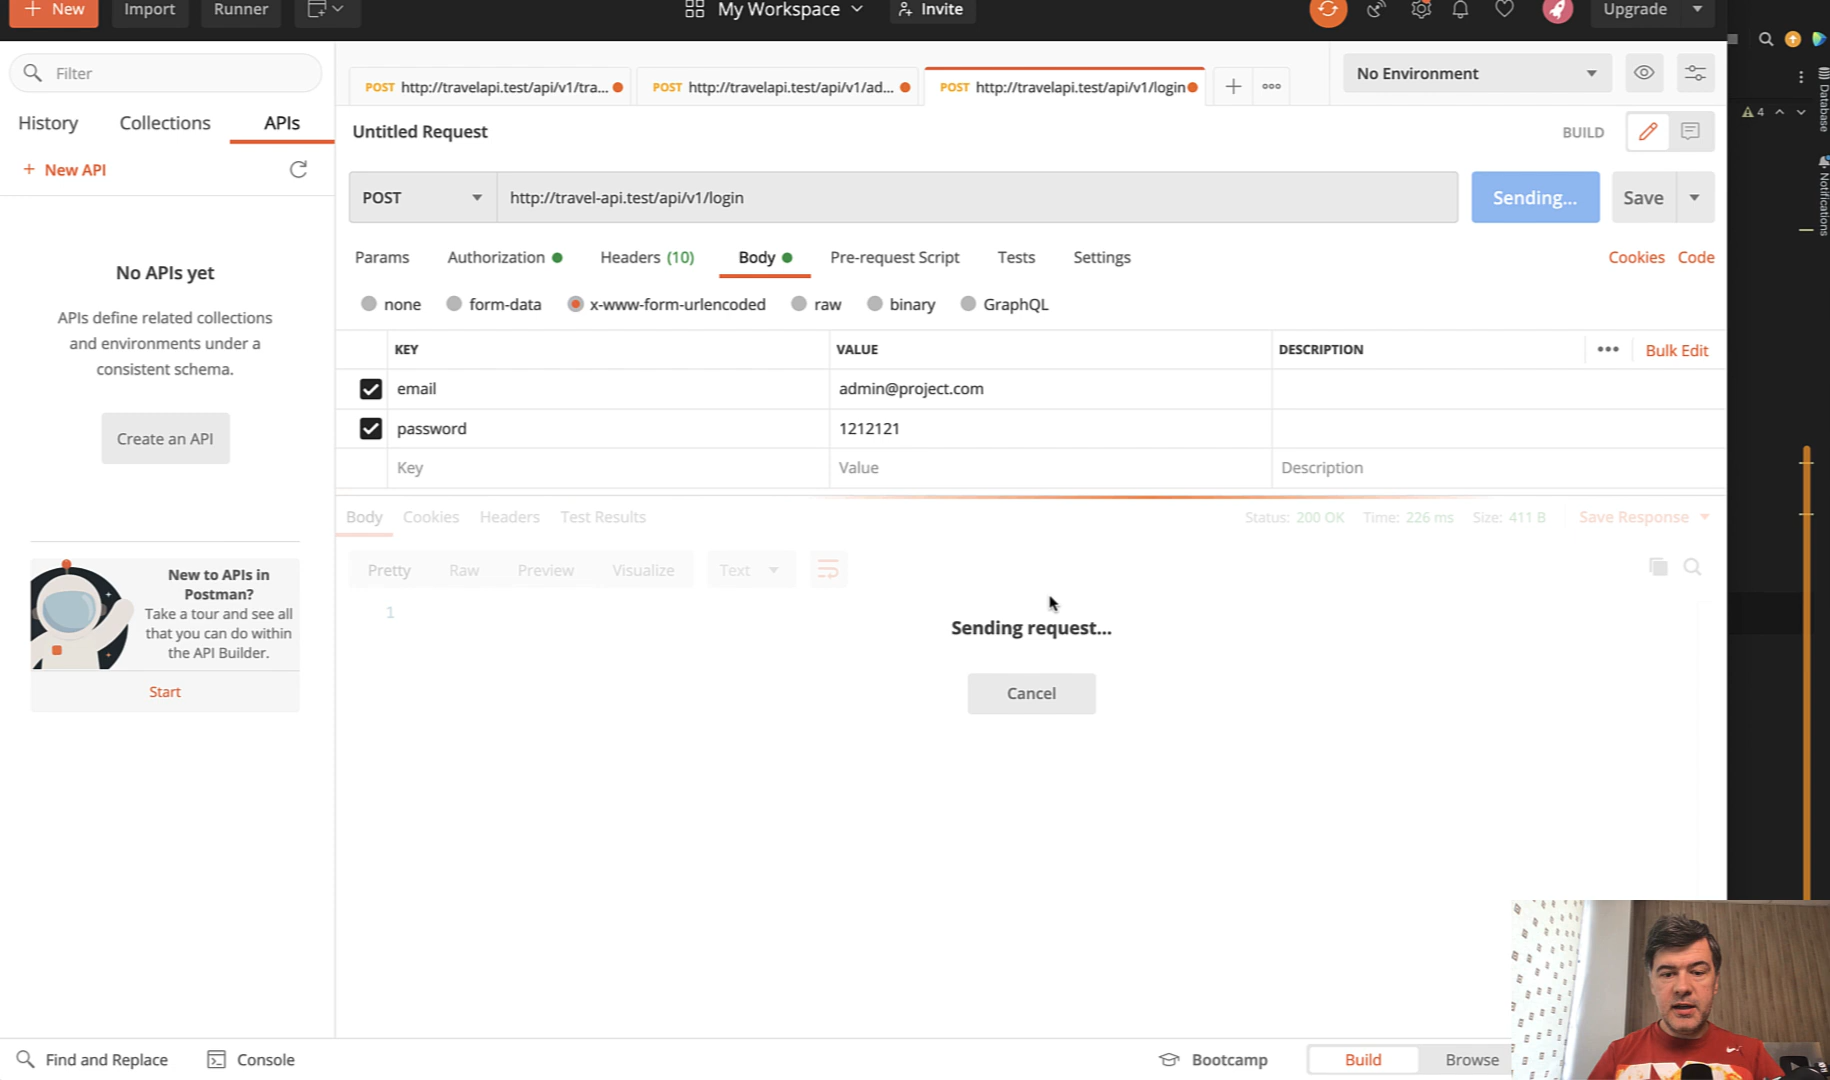 New
Import
Runner
My Workspace
Invite
Upgrade
Filter
POST http://travelapi.test/api/v1/tra...
POST http://travelapi.test/api/v1/ad...
POST http://travelapi.test/api/v1/login
No Environment
History
Collections
APIs
+ New API
Untitled Request
BUILD
POST
http://travel-api.test/api/v1/login
Sending...
Save
Params
Authorization
Headers (10)
Body
Pre-request Script
Tests
Settings
Cookies
Code
none
form-data
x-www-form-urlencoded
raw
binary
GraphQL
KEY
VALUE
DESCRIPTION
Bulk Edit
email
admin@project.com
password
1212121
Key
Value
Description
No APIs yet
APIs define related collections
and environments under a
consistent schema.
Create an API
New to APIs in
Postman?
Take a tour and see all
that you can do within
the API Builder.
Start
Body
Cookies
Headers
Test Results
Status: 200 OK
Time: 226 ms
Size: 411 B
Save Response
Pretty
Raw
Preview
Visualize
Text
1
Sending request...
Cancel
Find and Replace
Console
Bootcamp
Build
Browse
4
Database
Notifications